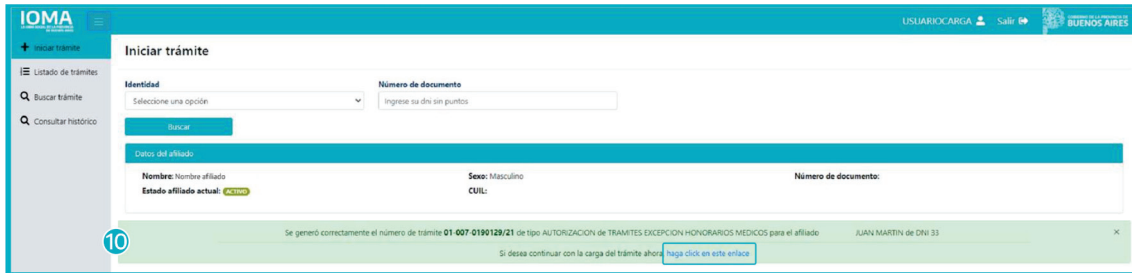 IOMA
USUARIOCARGA Salir
BUENOS AIRES
Iniciar trámite
Listado de trámites
Buscar trámite
Consultar histórico
Iniciar trámite
Identidad Número de documento
Seleccione una opción Ingrese su dni sin puntos
Buscar
Datos del afiliado
Nombre: Nombre afiliado Sexo: Masculino Número de documento:
Estado afiliado actual: ACTIVO CUIL:
10
Se generó correctamente el número de trámite 01-007-0190129/21 de tipo AUTORIZACION de TRAMITES EXCEPCION HONORARIOS MEDICOS para el afiliado JUAN MARTIN de DNI 33 ×
Si desea continuar con la carga del trámite ahora haga click en este enlace